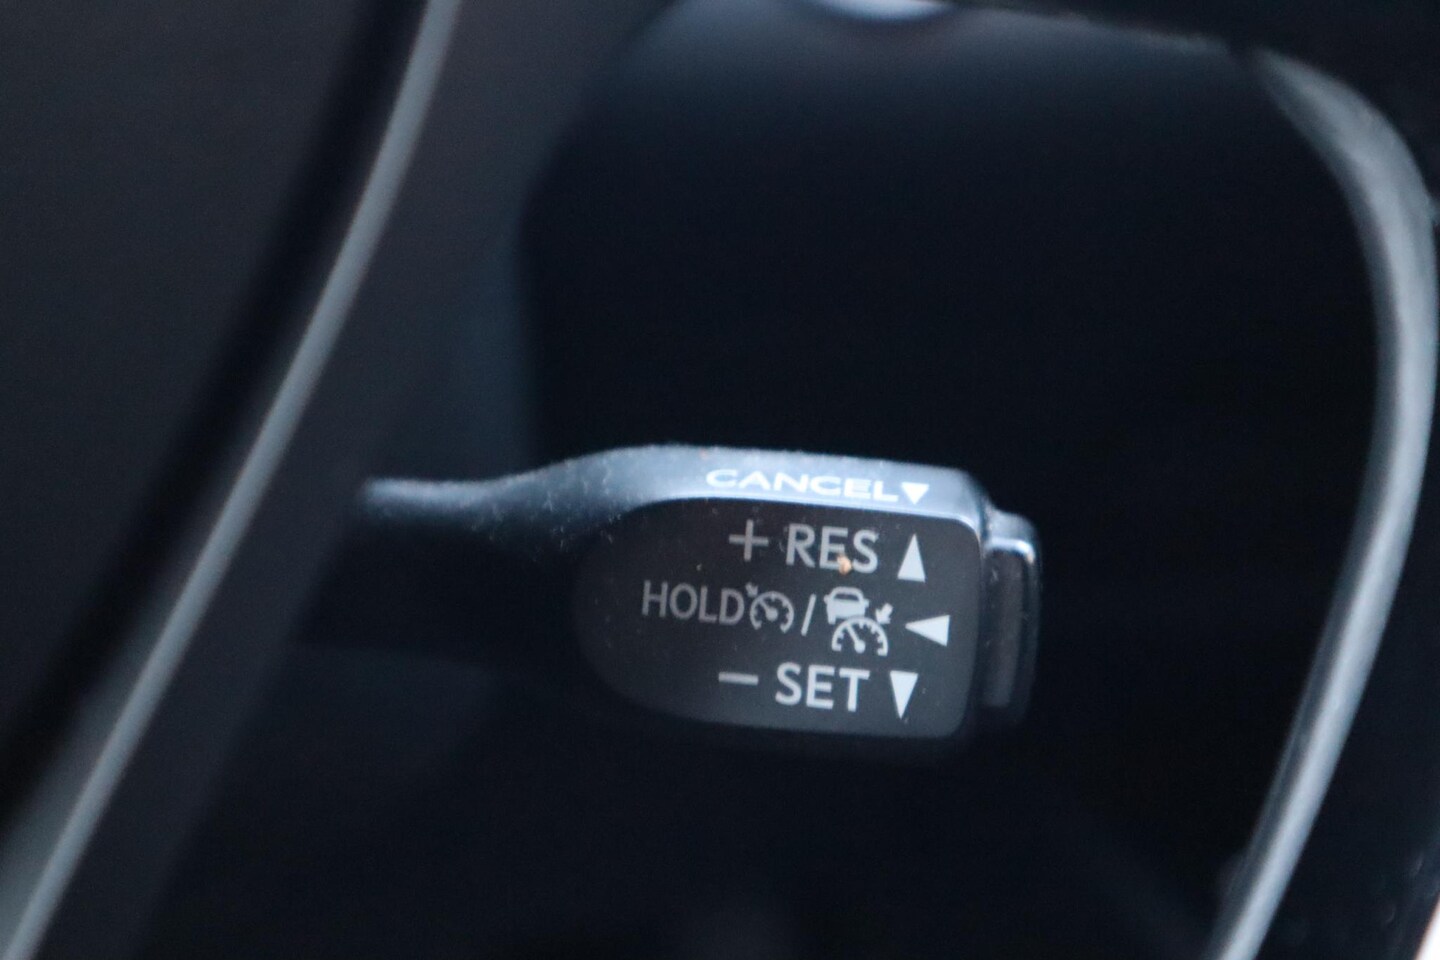 CANCEL▼
+ RES ▲
HOLD / ◀
− SET ▼